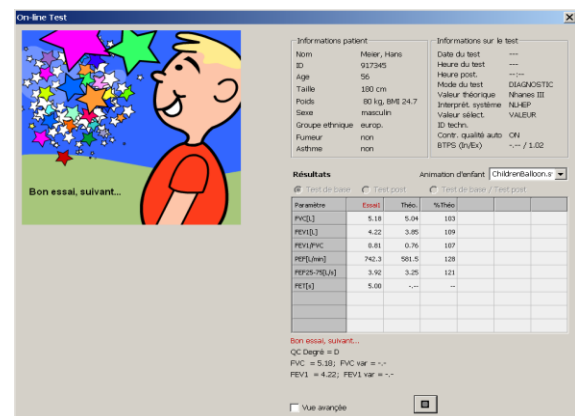 On-line Test
Bon essai, suivant...
Informations patient
Nom Meier, Hans
ID 917345
Age 56
Taille 180 cm
Poids 80 kg, BMI 24.7
Sexe masculin
Groupe ethnique europ.
Fumeur non
Asthme non
Informations sur le test
Date du test ---
Heure du test ---
Heure post. --:--
Mode du test DIAGNOSTIC
Valeur théorique Nhanes III
Interprét. système NLHEP
Valeur sélect. VALEUR
ID techn.
Contr. qualité auto ON
BTPS (In/Ex) -.-- / 1.02
Résultats Animation d'enfant ChildrenBalloon.s
Test de base Test post Test de base / Test post
Paramètre Essai1 Théo. %Théo
FVC[L] 5.18 5.04 103
FEV1[L] 4.22 3.85 109
FEV1/FVC 0.81 0.76 107
PEF[L/min] 742.3 581.5 128
FEF25-75[L/s] 3.92 3.25 121
FET[s] 5.00 -.-- --
Bon essai, suivant...
QC Degré = D
FVC = 5.18; FVC var = -.-
FEV1 = 4.22; FEV1 var = -.-
Vue avançée